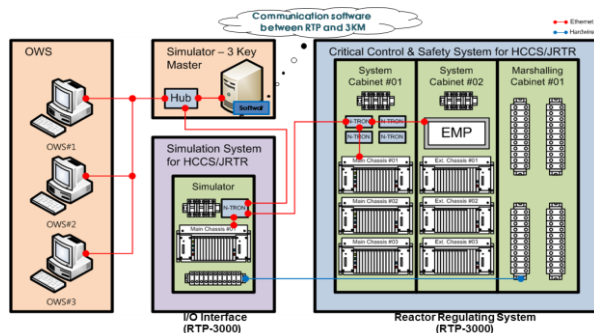 Communication software
between RTP and 3KM
Ethernet
Hardwire
OWS
OWS#1
OWS#2
OWS#3
Simulator – 3 Key
Master
Hub
Simulation System
for HCCS/JRTR
Simulator
N-TRON
Main Chassis #01
I/O Interface
(RTP-3000)
Critical Control & Safety System for HCCS/JRTR
System
Cabinet #01
System
Cabinet #02
Marshalling
Cabinet #01
N-TRON
N-TRON
N-TRON
N-TRON
EMP
Main Chassis #01
Ext. Chassis #01
Main Chassis #02
Ext. Chassis #02
Main Chassis #03
Ext. Chassis #03
Reactor Regulating System
(RTP-3000)